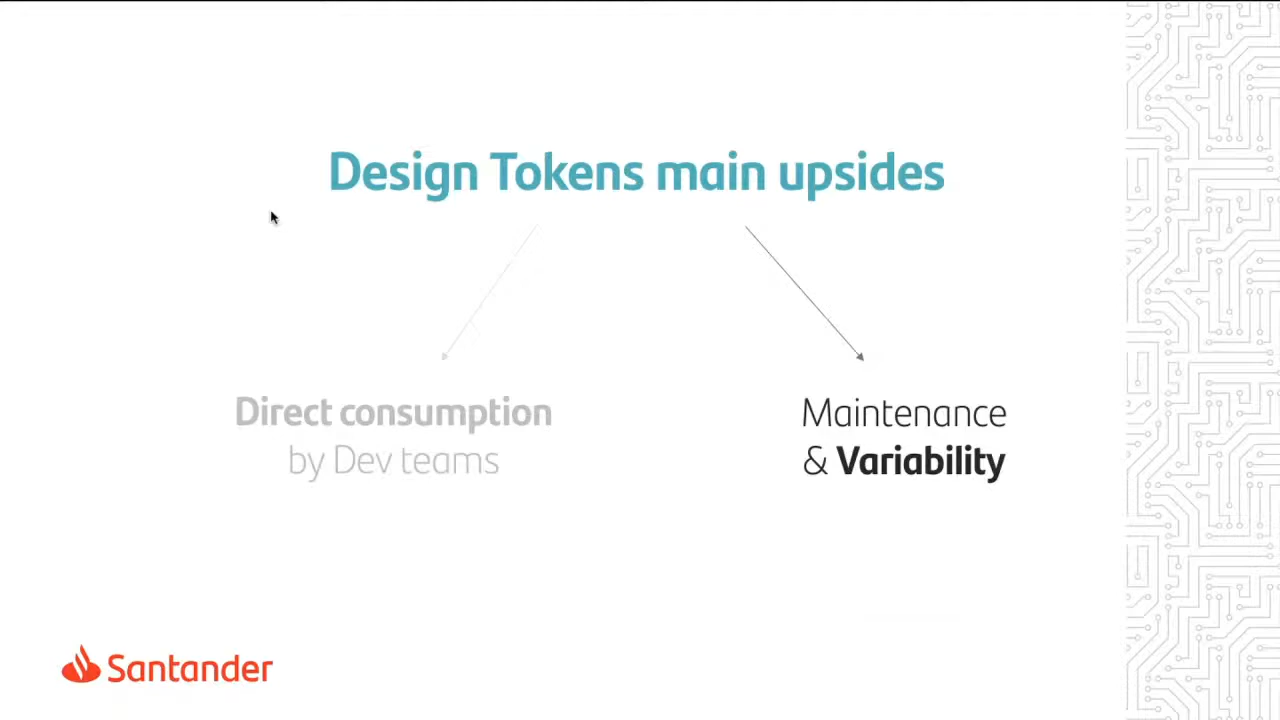 Design Tokens main upsides
Direct consumption
by Dev teams
Maintenance
& Variability
Santander